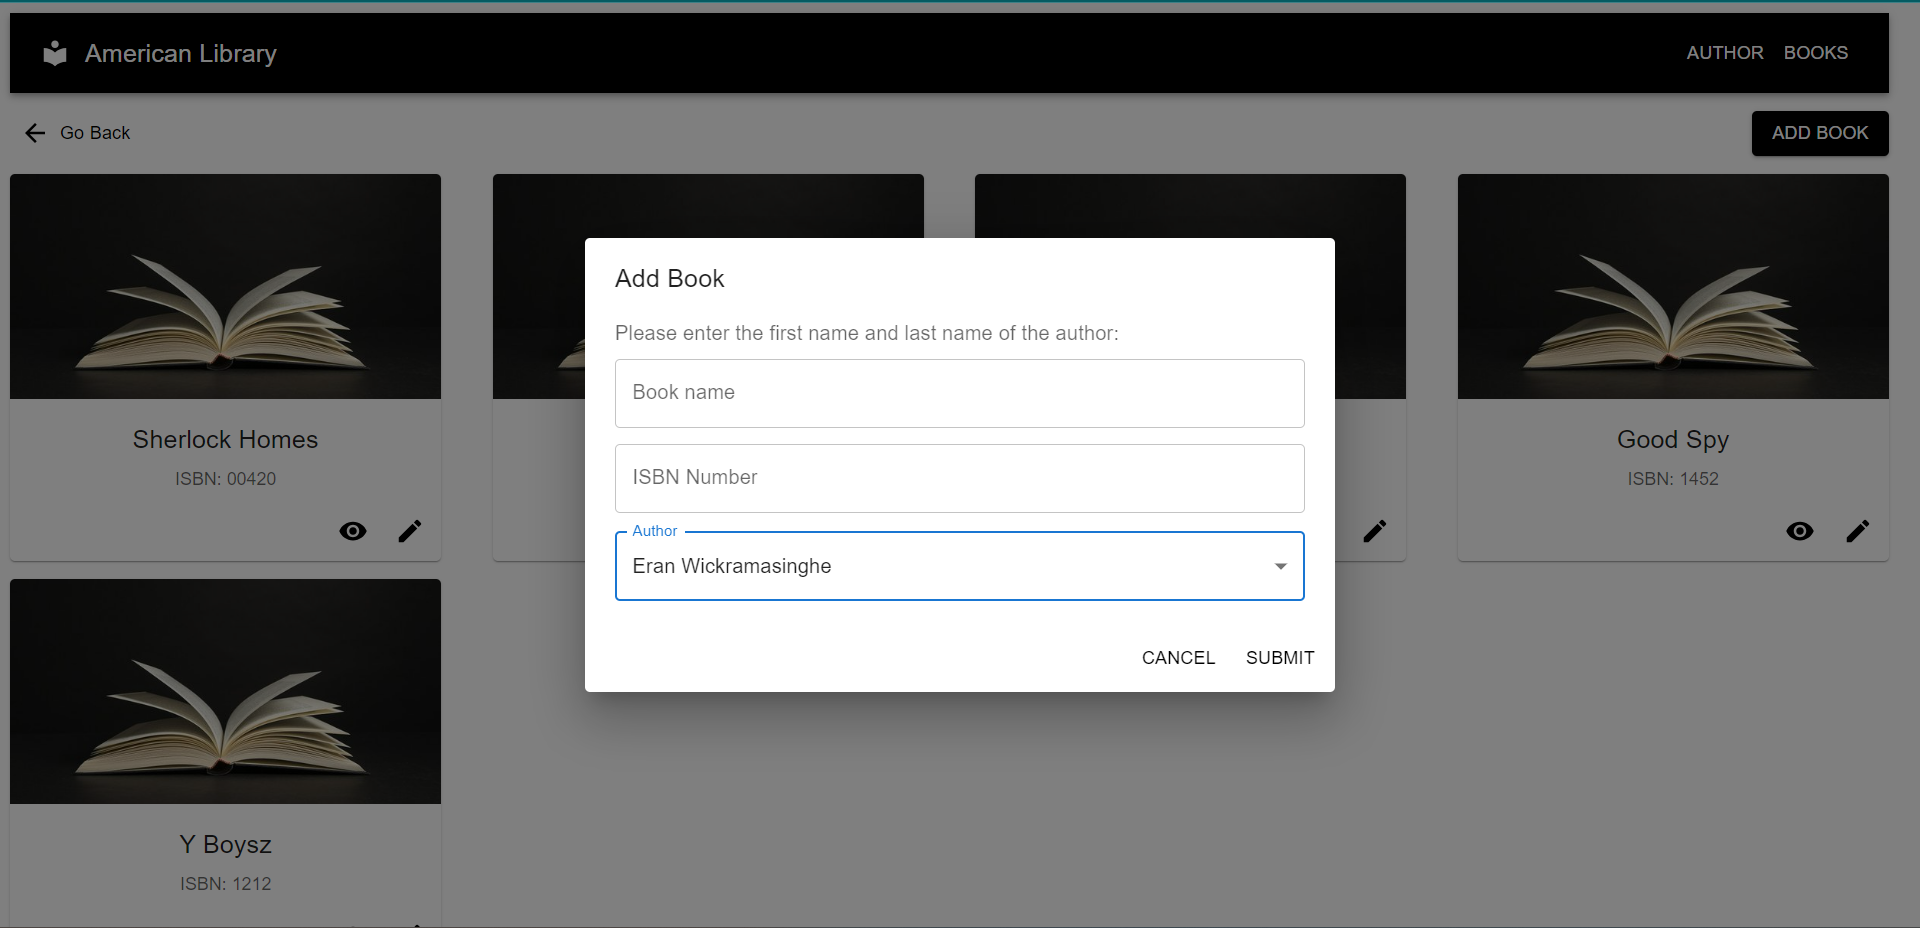 American Library
AUTHOR BOOKS
Go Back
ADD BOOK
Add Book
Please enter the first name and last name of the author:
Book name
ISBN Number
Author
Eran Wickramasinghe
CANCEL SUBMIT
Sherlock Homes
ISBN: 00420
Good Spy
ISBN: 1452
Y Boysz
ISBN: 1212